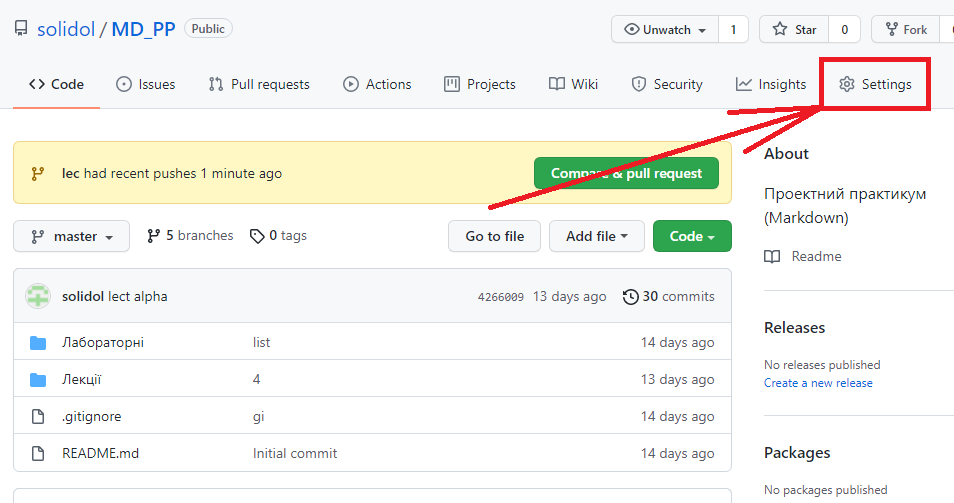 solidol / MD_PP Public Unwatch 1 Star 0 Fork
Code Issues Pull requests Actions Projects Wiki Security Insights Settings
lec had recent pushes 1 minute ago Compare & pull request
master 5 branches 0 tags Go to file Add file Code
solidol lect alpha 4266009 13 days ago 30 commits
Лабораторні list 14 days ago
Лекції 4 13 days ago
.gitignore gi 14 days ago
README.md Initial commit 14 days ago
About
Проектний практикум
(Markdown)
Readme
Releases
No releases published
Create a new release
Packages
No packages published